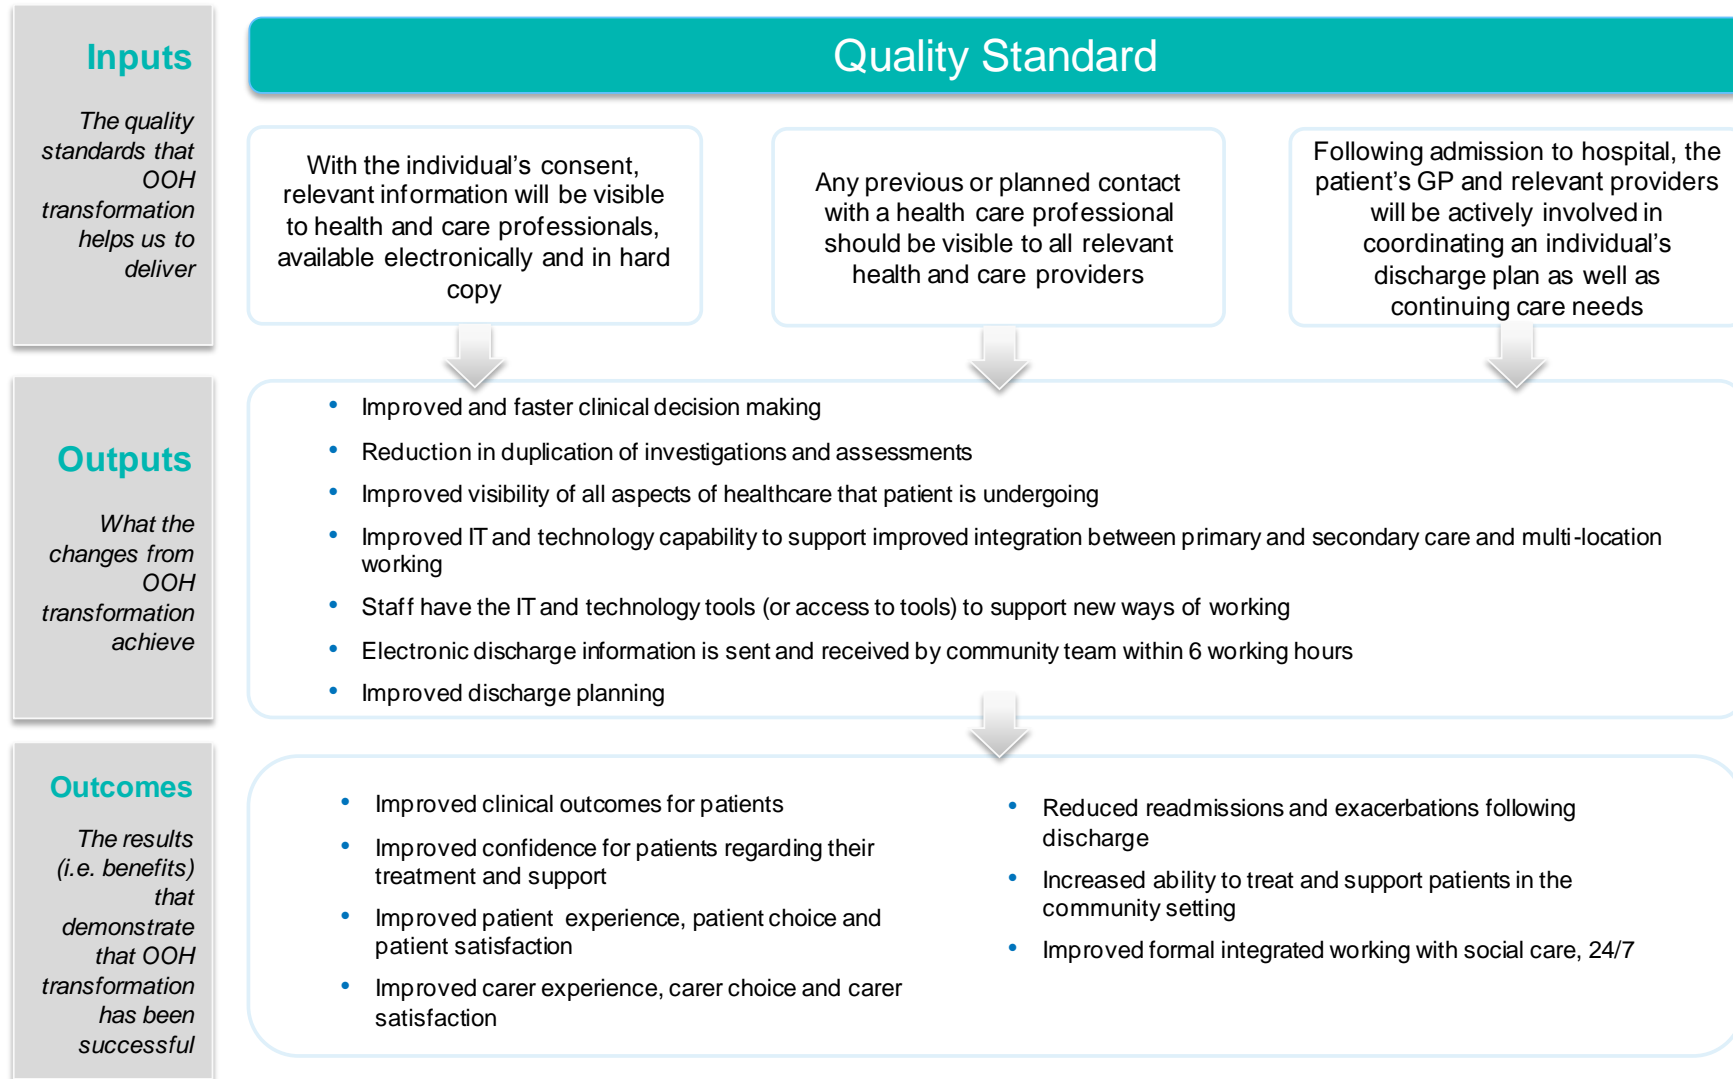 Inputs
The quality
standards that
OOH
transformation
helps us to
deliver
Quality Standard
With the individual’s consent,
relevant information will be visible
to health and care professionals,
available electronically and in hard
copy
Any previous or planned contact
with a health care professional
should be visible to all relevant
health and care providers
Following admission to hospital, the
patient’s GP and relevant providers
will be actively involved in
coordinating an individual’s
discharge plan as well as
continuing care needs
Outputs
What the
changes from
OOH
transformation
achieve
• Improved and faster clinical decision making
• Reduction in duplication of investigations and assessments
• Improved visibility of all aspects of healthcare that patient is undergoing
• Improved IT and technology capability to support improved integration between primary and secondary care and multi-location
working
• Staff have the IT and technology tools (or access to tools) to support new ways of working
• Electronic discharge information is sent and received by community team within 6 working hours
• Improved discharge planning
Outcomes
The results
(i.e. benefits)
that
demonstrate
that OOH
transformation
has been
successful
• Improved clinical outcomes for patients
• Improved confidence for patients regarding their
treatment and support
• Improved patient experience, patient choice and
patient satisfaction
• Improved carer experience, carer choice and carer
satisfaction
• Reduced readmissions and exacerbations following
discharge
• Increased ability to treat and support patients in the
community setting
• Improved formal integrated working with social care, 24/7